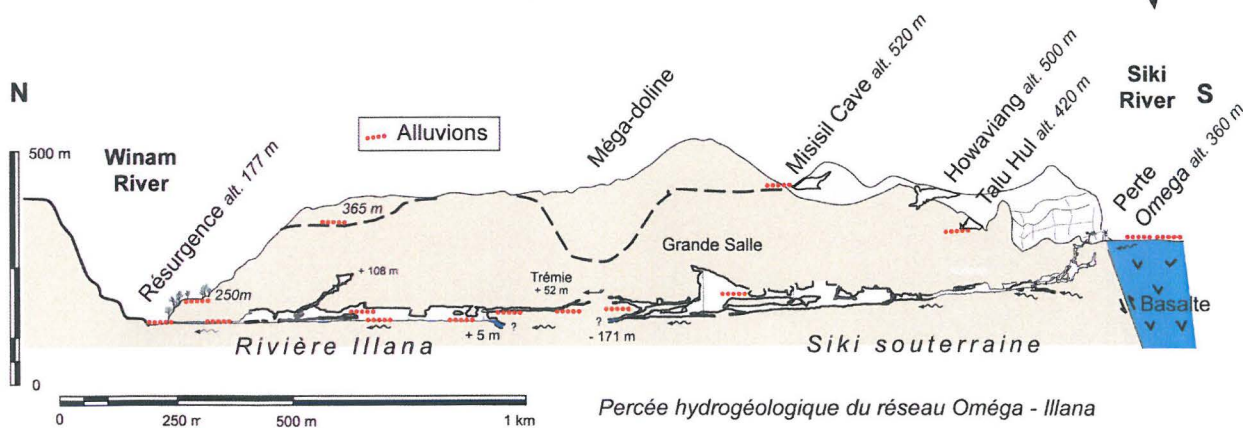 N
500 m
0
Winam
River
Résurgence alt. 177 m
Alluvions
365 m
250m
+ 108 m
Méga-doline
Trémie
+ 52 m
Grande Salle
Misisil Cave alt. 520 m
Howaviang alt. 500 m
Talu Hul alt. 420 m
Siki
River
S
Perte
Omega alt. 360 m
Basalte
+ 5 m
?
?
- 171 m
Rivière Illana
Siki souterraine
0
250 m
500 m
1 km
Percée hydrogéologique du réseau Oméga - Illana